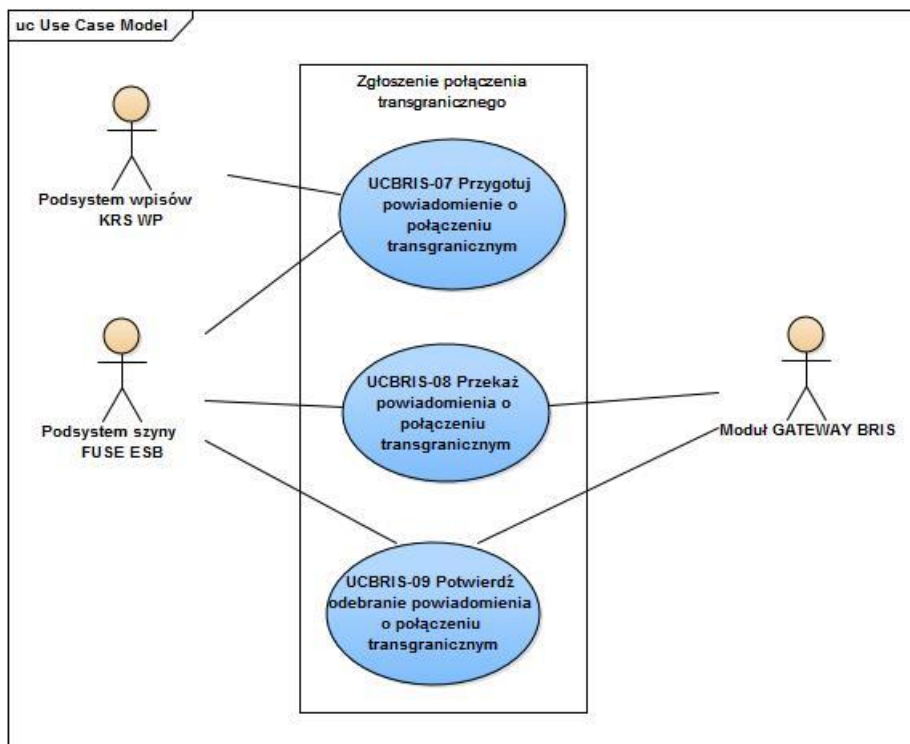 uc Use Case Model
Zgłoszenie połączenia
transgranicznego
Podsystem wpisów
KRS WP
UCBRIS-07 Przygotuj
powiadomienie o
połączeniu
transgranicznym
Podsystem szyny
FUSE ESB
UCBRIS-08 Przekaż
powiadomienia o
połączeniu
transgranicznym
Moduł GATEWAY BRIS
UCBRIS-09 Potwierdź
odebranie powiadomienia
o połączeniu
transgranicznym